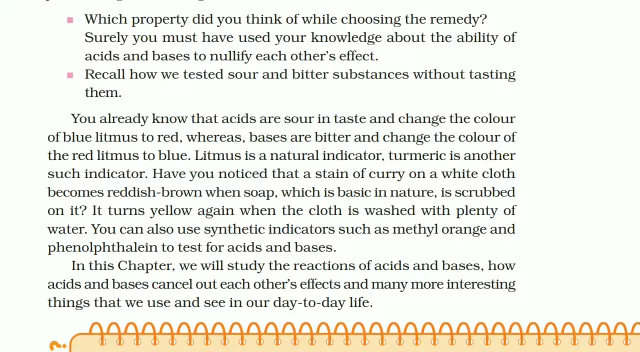 Which property did you think of while choosing the remedy?
Surely you must have used your knowledge about the ability of
acids and bases to nullify each other's effect.
Recall how we tested sour and bitter substances without tasting
them.
You already know that acids are sour in taste and change the colour
of blue litmus to red, whereas, bases are bitter and change the colour of
the red litmus to blue. Litmus is a natural indicator, turmeric is another
such indicator. Have you noticed that a stain of curry on a white cloth
becomes reddish-brown when soap, which is basic in nature, is scrubbed
on it? It turns yellow again when the cloth is washed with plenty of
water. You can also use synthetic indicators such as methyl orange and
phenolphthalein to test for acids and bases.
In this Chapter, we will study the reactions of acids and bases, how
acids and bases cancel out each other's effects and many more interesting
things that we use and see in our day-to-day life.